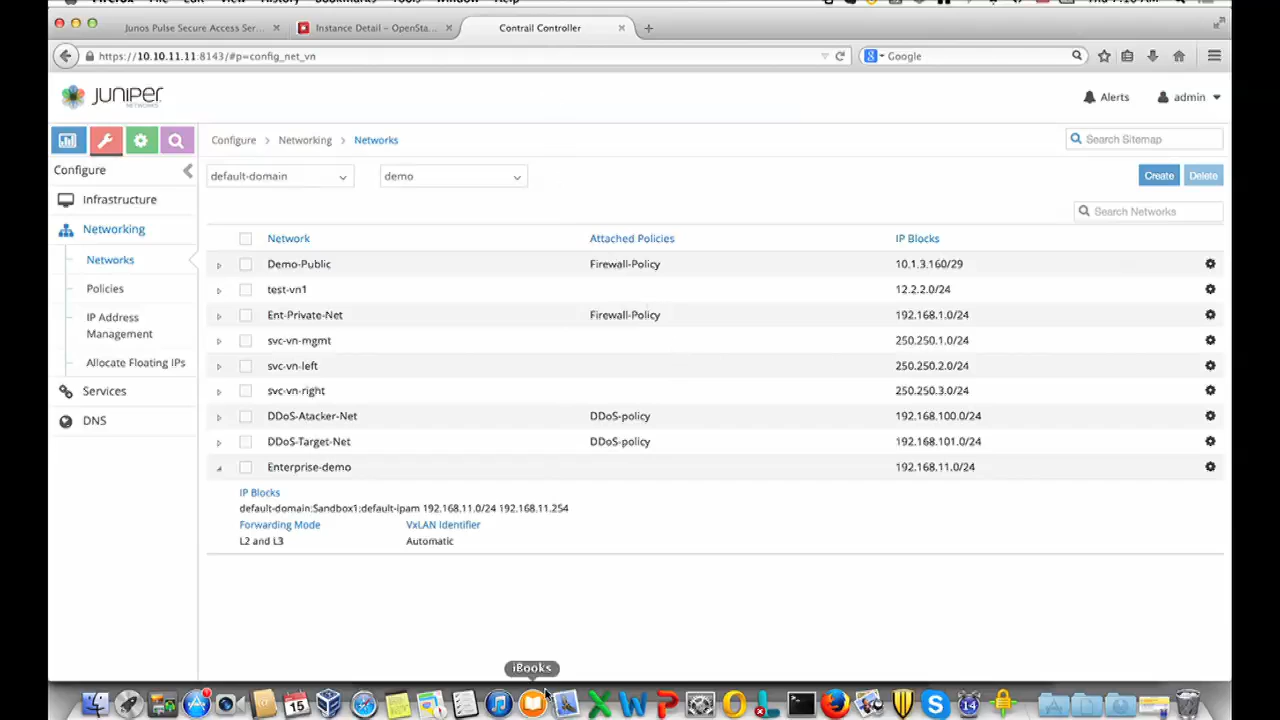 Junos Pulse Secure Access Ser...
Instance Detail - OpenSta...
Contrail Controller
https://10.10.11.11:8143/#p=config_net_vn
Google
JUNIPER
NETWORKS
Alerts
admin
Configure > Networking > Networks
Search Sitemap
Configure
default-domain
demo
Create
Delete
Infrastructure
Networking
Networks
Policies
IP Address
Management
Allocate Floating IPs
Services
DNS
Search Networks
Network Attached Policies IP Blocks
Demo-Public Firewall-Policy 10.1.3.160/29
test-vn1 12.2.2.0/24
Ent-Private-Net Firewall-Policy 192.168.1.0/24
svc-vn-mgmt 250.250.1.0/24
svc-vn-left 250.250.2.0/24
svc-vn-right 250.250.3.0/24
DDoS-Atacker-Net DDoS-policy 192.168.100.0/24
DDoS-Target-Net DDoS-policy 192.168.101.0/24
Enterprise-demo 192.168.11.0/24
IP Blocks
default-domain:Sandbox1:default-ipam 192.168.11.0/24 192.168.11.254
Forwarding Mode VxLAN Identifier
L2 and L3 Automatic
iBooks
15
14